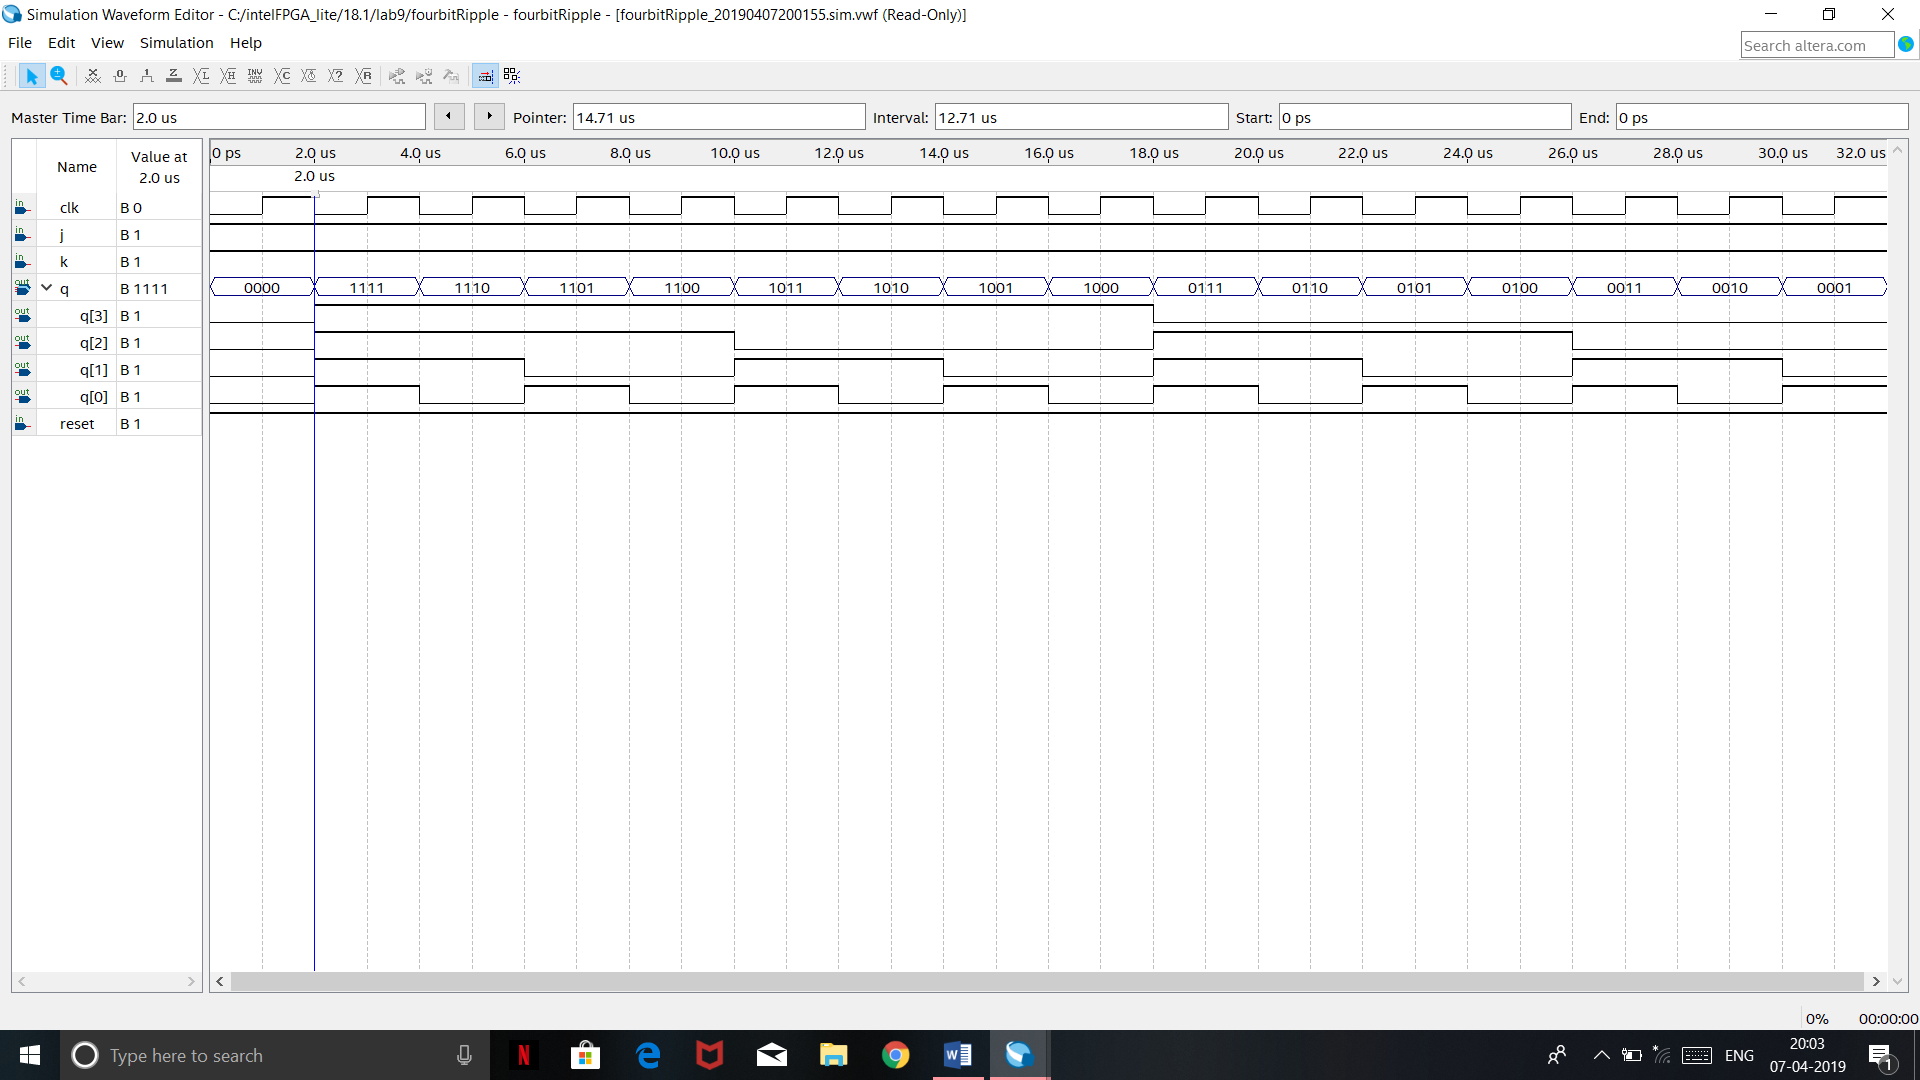 Simulation Waveform Editor - C:/intelFPGA_lite/18.1/lab9/fourbitRipple - fourbitRipple - [fourbitRipple_20190407200155.sim.vwf (Read-Only)]
File Edit View Simulation Help
Search altera.com
Master Time Bar: 2.0 us Pointer: 14.71 us Interval: 12.71 us Start: 0 ps End: 0 ps
Name Value at 2.0 us
0 ps 2.0 us 4.0 us 6.0 us 8.0 us 10.0 us 12.0 us 14.0 us 16.0 us 18.0 us 20.0 us 22.0 us 24.0 us 26.0 us 28.0 us 30.0 us 32.0 us
2.0 us
clk B 0
j B 1
k B 1
q B 1111 0000 1111 1110 1101 1100 1011 1010 1001 1000 0111 0110 0101 0100 0011 0010 0001
q[3] B 1
q[2] B 1
q[1] B 1
q[0] B 1
reset B 1
0% 00:00:00
Type here to search
ENG
20:03
07-04-2019
1